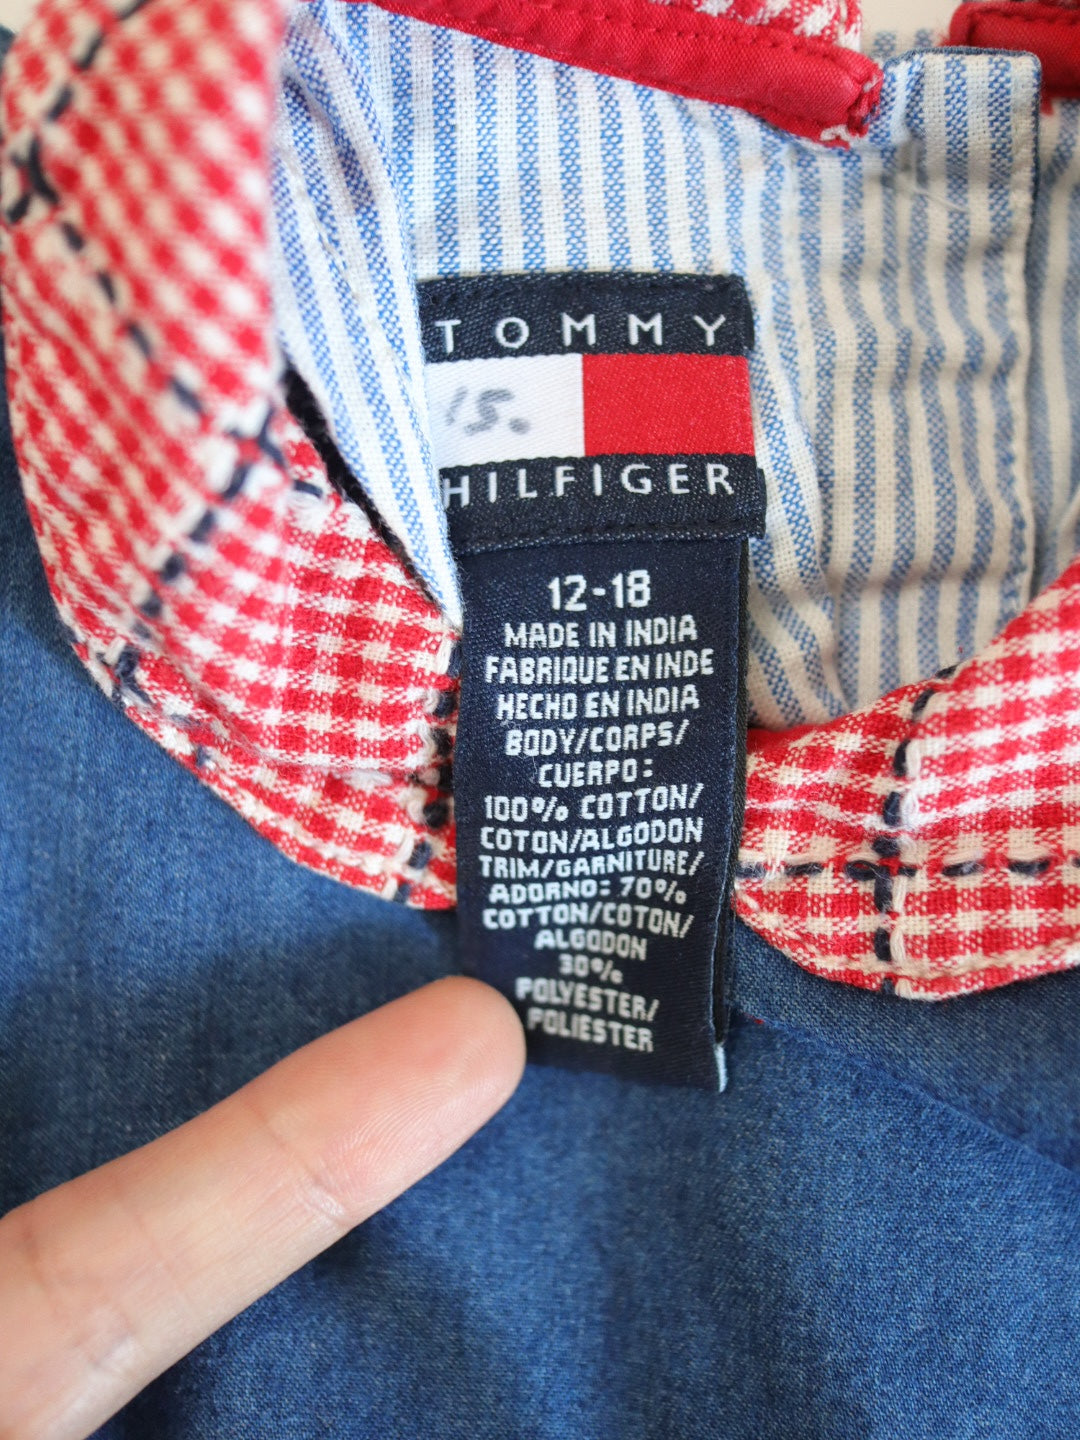 TOMMY
15.
HILFIGER
12-18
MADE IN INDIA
FABRIQUE EN INDE
HECHO EN INDIA
BODY/CORPS/
CUERPO:
100% COTTON/
COTON/ALGODON
TRIM/GARNITURE/
ADORNO: 70%
COTTON/COTON/
ALGODON
30%
POLYESTER/
POLIESTER